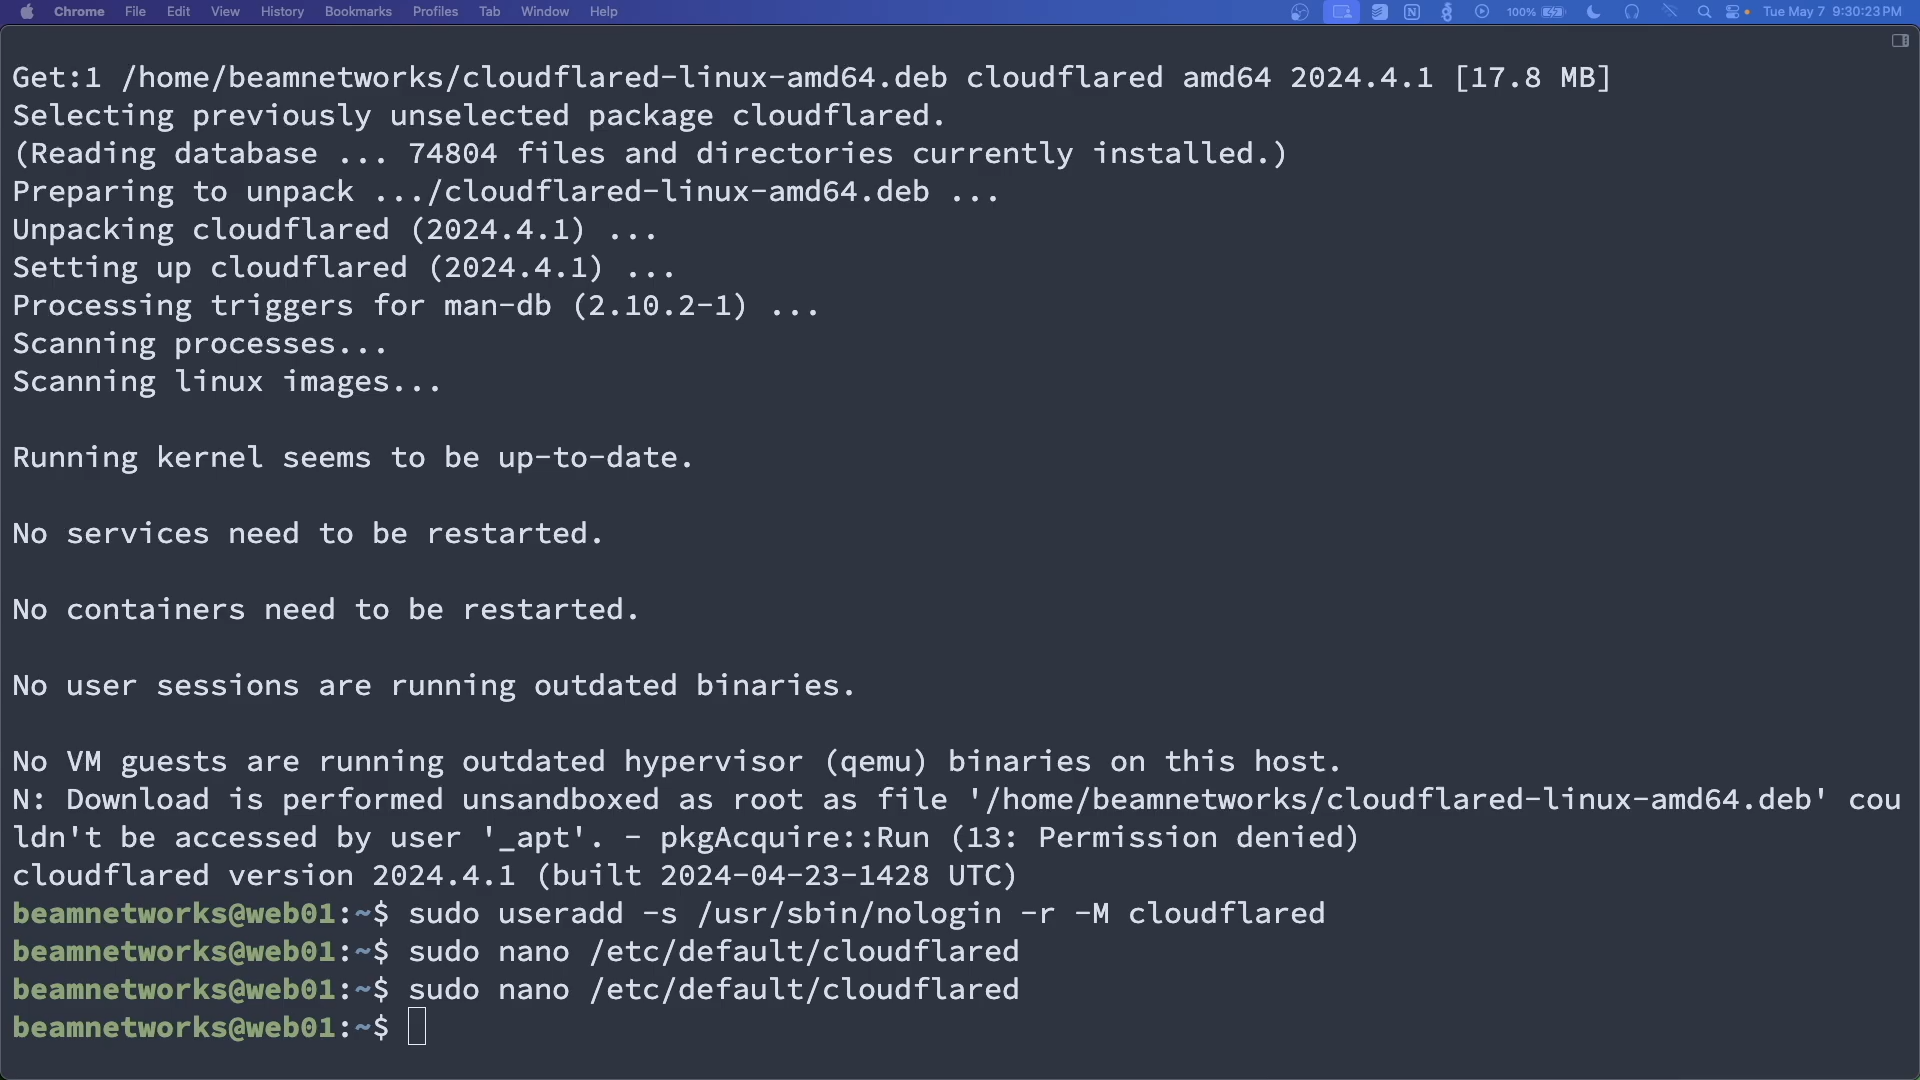 Chrome File Edit View History Bookmarks Profiles Tab Window Help 100% Tue May 7 9:30:23 PM
Get:1 /home/beamnetworks/cloudflared-linux-amd64.deb cloudflared amd64 2024.4.1 [17.8 MB]
Selecting previously unselected package cloudflared.
(Reading database ... 74804 files and directories currently installed.)
Preparing to unpack .../cloudflared-linux-amd64.deb ...
Unpacking cloudflared (2024.4.1) ...
Setting up cloudflared (2024.4.1) ...
Processing triggers for man-db (2.10.2-1) ...
Scanning processes...
Scanning linux images...
Running kernel seems to be up-to-date.
No services need to be restarted.
No containers need to be restarted.
No user sessions are running outdated binaries.
No VM guests are running outdated hypervisor (qemu) binaries on this host.
N: Download is performed unsandboxed as root as file '/home/beamnetworks/cloudflared-linux-amd64.deb' cou
ldn't be accessed by user '_apt'. - pkgAcquire::Run (13: Permission denied)
cloudflared version 2024.4.1 (built 2024-04-23-1428 UTC)
beamnetworks@web01:~$ sudo useradd -s /usr/sbin/nologin -r -M cloudflared
beamnetworks@web01:~$ sudo nano /etc/default/cloudflared
beamnetworks@web01:~$ sudo nano /etc/default/cloudflared
beamnetworks@web01:~$